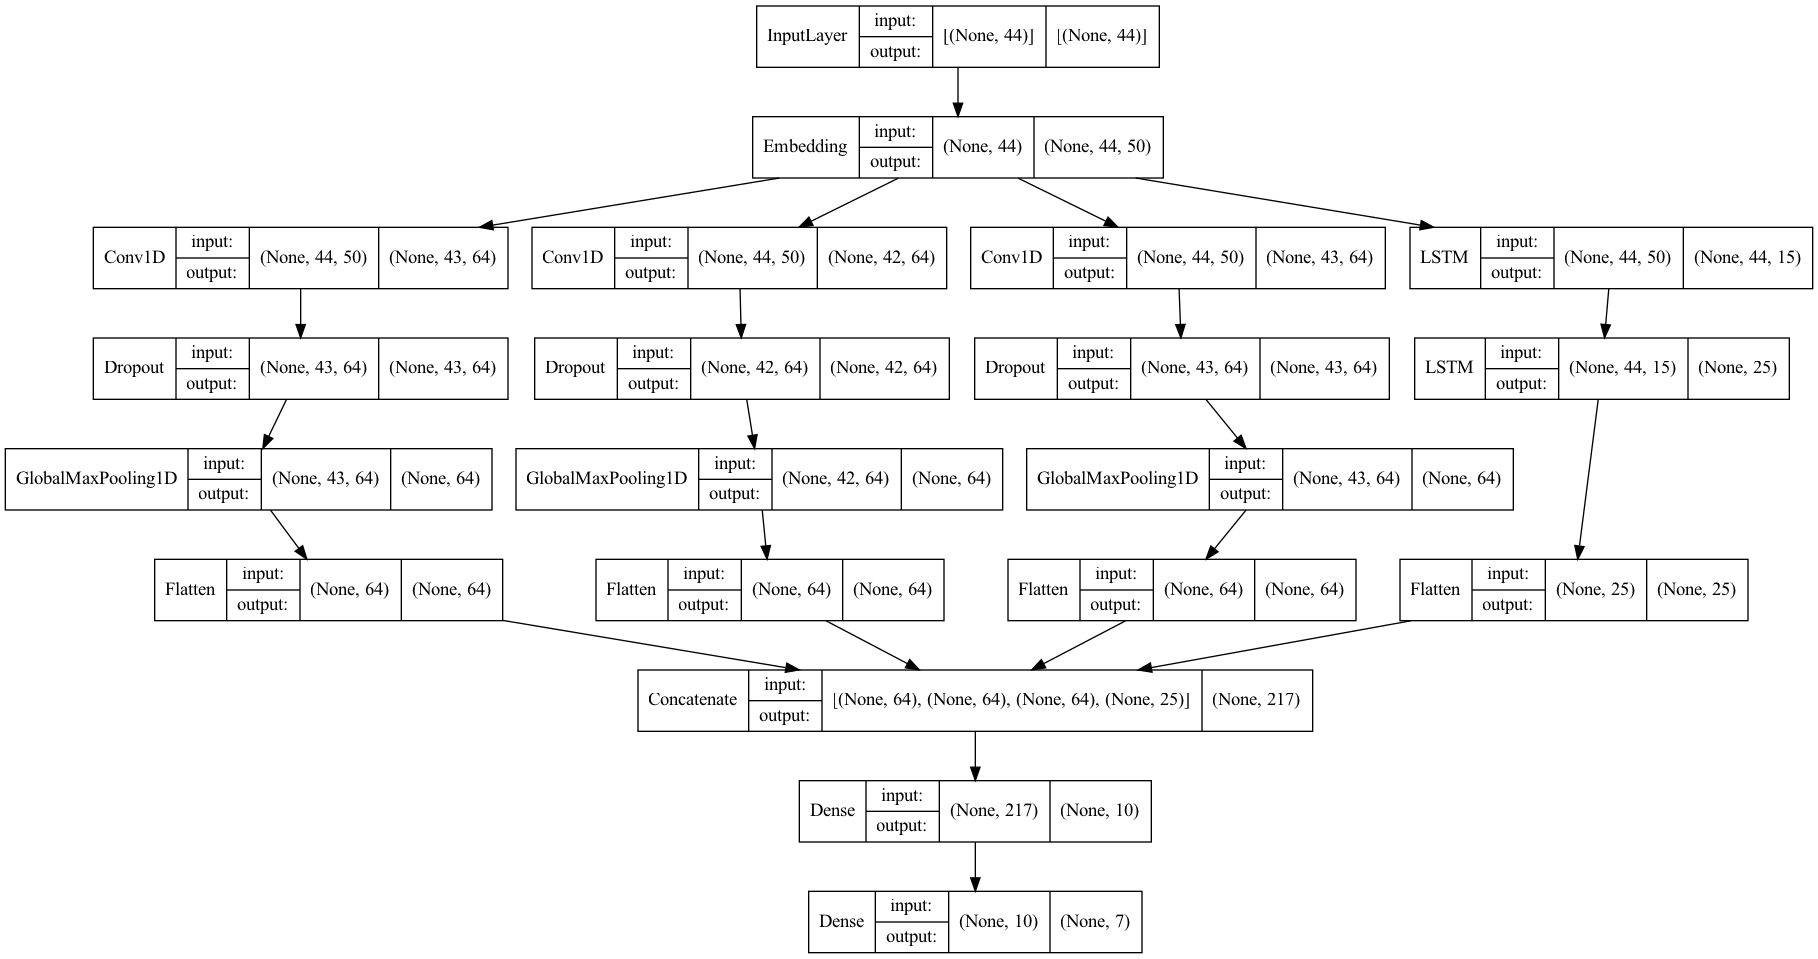 InputLayer input: output: [(None, 44)] [(None, 44)]
Embedding input: output: (None, 44) (None, 44, 50)
Conv1D input: output: (None, 44, 50) (None, 43, 64)
Conv1D input: output: (None, 44, 50) (None, 42, 64)
Conv1D input: output: (None, 44, 50) (None, 43, 64)
LSTM input: output: (None, 44, 50) (None, 44, 15)
Dropout input: output: (None, 43, 64) (None, 43, 64)
Dropout input: output: (None, 42, 64) (None, 42, 64)
Dropout input: output: (None, 43, 64) (None, 43, 64)
LSTM input: output: (None, 44, 15) (None, 25)
GlobalMaxPooling1D input: output: (None, 43, 64) (None, 64)
GlobalMaxPooling1D input: output: (None, 42, 64) (None, 64)
GlobalMaxPooling1D input: output: (None, 43, 64) (None, 64)
Flatten input: output: (None, 64) (None, 64)
Flatten input: output: (None, 64) (None, 64)
Flatten input: output: (None, 64) (None, 64)
Flatten input: output: (None, 25) (None, 25)
Concatenate input: output: [(None, 64), (None, 64), (None, 64), (None, 25)] (None, 217)
Dense input: output: (None, 217) (None, 10)
Dense input: output: (None, 10) (None, 7)